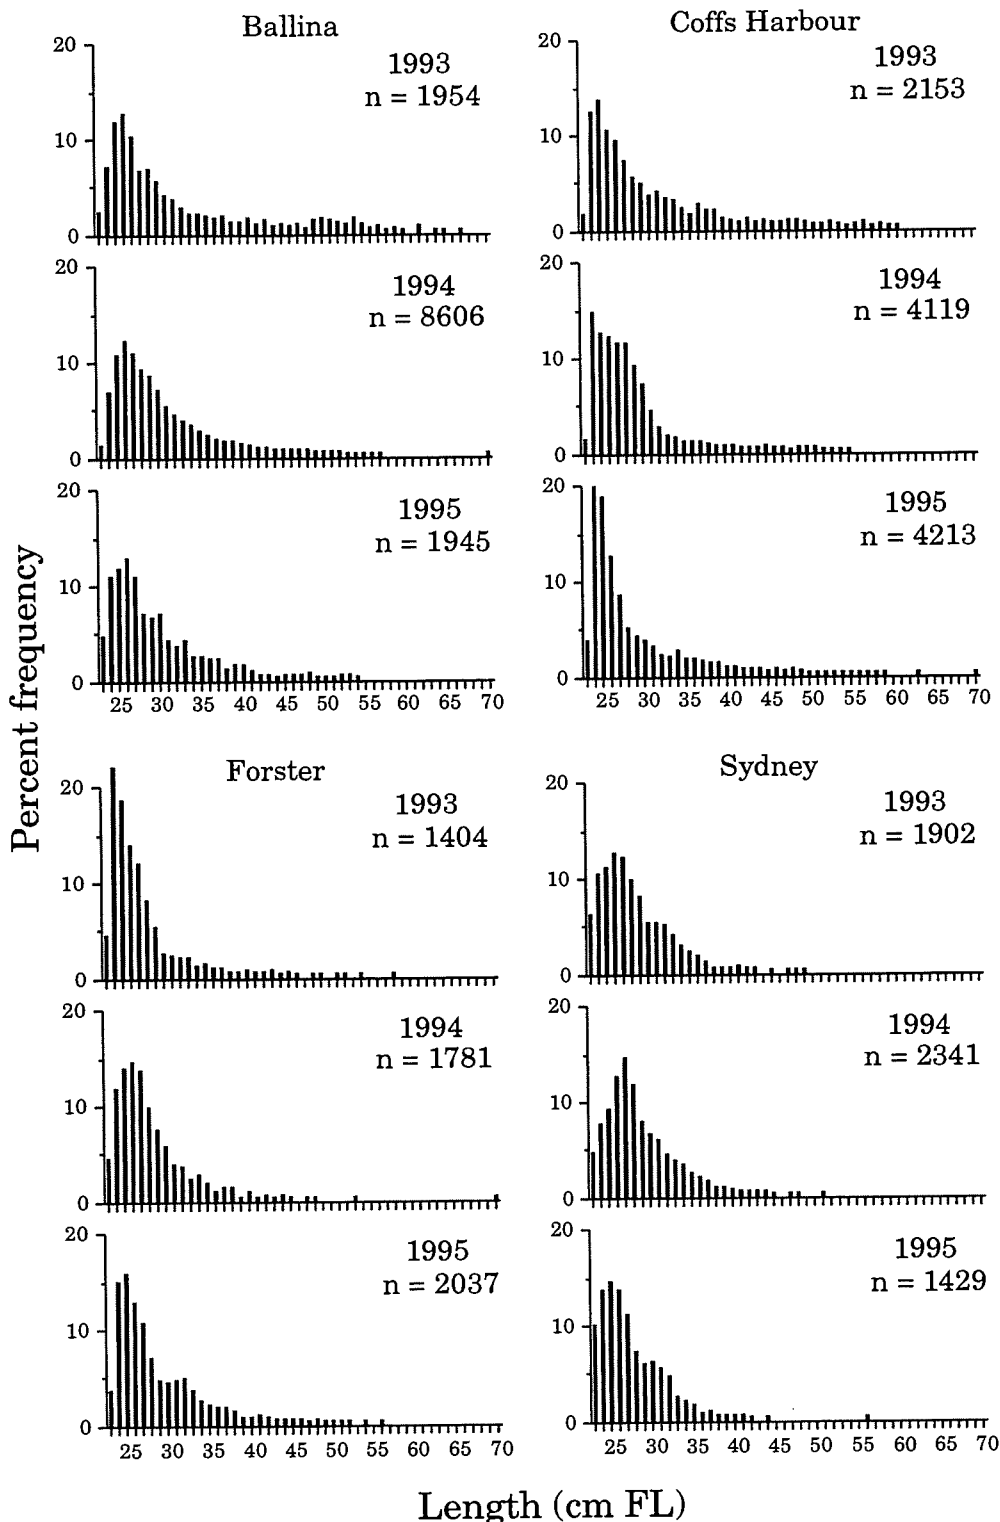 Ballina
Coffs Harbour
20
10
0
1993
n = 1954
20
10
0
1993
n = 2153
20
10
0
1994
n = 8606
20
10
0
1994
n = 4119
20
10
0
1995
n = 1945
25 30 35 40 45 50 55 60 65 70
20
10
0
1995
n = 4213
25 30 35 40 45 50 55 60 65 70
Percent frequency
Forster
Sydney
20
10
0
1993
n = 1404
20
10
0
1993
n = 1902
20
10
0
1994
n = 1781
20
10
0
1994
n = 2341
20
10
0
1995
n = 2037
25 30 35 40 45 50 55 60 65 70
20
10
0
1995
n = 1429
25 30 35 40 45 50 55 60 65 70
Length (cm FL)